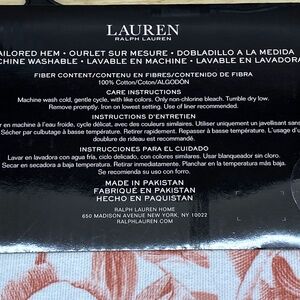 LAUREN
RALPH LAUREN
AILORED HEM • OURLET SUR MESURE • DOBLADILLO A LA MEDIDA
CHINE WASHABLE • LAVABLE EN MACHINE • LAVABLE EN LAVADORA
FIBER CONTENT/CONTENU EN FIBRES/CONTENIDO DE FIBRA
100% Cotton/Coton/ALGODÓN
CARE INSTRUCTIONS
Machine wash cold, gentle cycle, with like colors. Only non-chlorine bleach. Tumble dry low.
Remove promptly. Iron on lowest setting. Use of liner recommended.
INSTRUCTIONS D'ENTRETIEN
er en machine à l'eau froide, cycle délicat, avec des couleurs similaires. Utiliser uniquement un javellisant san
Sécher par culbutage à basse température. Retirer rapidement. Repasser à basse température. L'usage d'
doublure de rideau est recommandé.
INSTRUCCIONES PARA EL CUIDADO
Lavar en lavadora con agua fría, ciclo delicado, con colores similares. Usar blanqueador sin cloro.
Secar en secadora a baja temperatura. Retirar inmediatamente. Planchar en la temperatura más baja.
Se recomienda su uso con forro.
MADE IN PAKISTAN
FABRIQUÉ EN PAKISTAN
HECHO EN PAQUISTAN
RALPH LAUREN HOME
650 MADISON AVENUE NEW YORK, NY 10022
RALPHLAUREN.COM